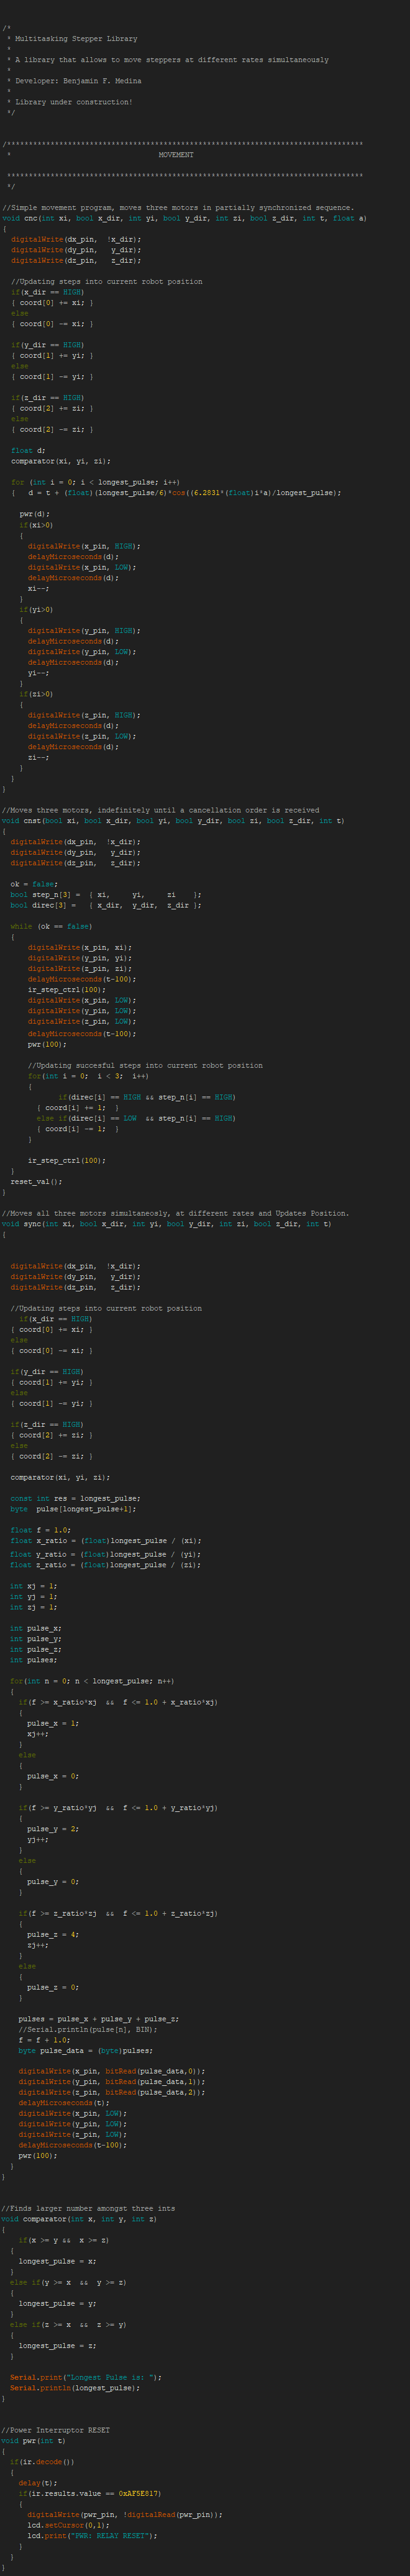 /*
 * Multitasking Stepper Library
 *
 * A library that allows to move steppers at different rates simultaneously
 *
 * Developer: Benjamin F. Medina
 *
 * Library under construction!
 */
/***********************************************************************************
 *                                  MOVEMENT
 ***********************************************************************************
 */
//Simple movement program, moves three motors in partially synchronized sequence.
void cnc(int xi, bool x_dir, int yi, bool y_dir, int zi, bool z_dir, int t, float a)
{
  digitalWrite(dx_pin,  !x_dir);
  digitalWrite(dy_pin,   y_dir);
  digitalWrite(dz_pin,   z_dir);
  //Updating steps into current robot position
  if(x_dir == HIGH)
  { coord[0] += xi; }
  else
  { coord[0] -= xi; }
  if(y_dir == HIGH)
  { coord[1] += yi; }
  else
  { coord[1] -= yi; }
  if(z_dir == HIGH)
  { coord[2] += zi; }
  else
  { coord[2] -= zi; }
  float d;
  comparator(xi, yi, zi);
  for (int i = 0; i < longest_pulse; i++)
  {   d = t + (float)(longest_pulse/6)*cos((6.2831*(float)i*a)/longest_pulse);
    pwr(d);
    if(xi>0)
    {
      digitalWrite(x_pin, HIGH);
      delayMicroseconds(d);
      digitalWrite(x_pin, LOW);
      delayMicroseconds(d);
      xi--;
    }
    if(yi>0)
    {
      digitalWrite(y_pin, HIGH);
      delayMicroseconds(d);
      digitalWrite(y_pin, LOW);
      delayMicroseconds(d);
      yi--;
    }
    if(zi>0)
    {
      digitalWrite(z_pin, HIGH);
      delayMicroseconds(d);
      digitalWrite(z_pin, LOW);
      delayMicroseconds(d);
      zi--;
    }
  }
}
//Moves three motors, indefinitely until a cancellation order is received
void cnst(bool xi, bool x_dir, bool yi, bool y_dir, bool zi, bool z_dir, int t)
{
  digitalWrite(dx_pin,  !x_dir);
  digitalWrite(dy_pin,   y_dir);
  digitalWrite(dz_pin,   z_dir);
  ok = false;
  bool step_n[3] =  { xi,     yi,     zi    };
  bool direc[3] =   { x_dir,  y_dir,  z_dir };
  while (ok == false)
  {
      digitalWrite(x_pin, xi);
      digitalWrite(y_pin, yi);
      digitalWrite(z_pin, zi);
      delayMicroseconds(t-100);
      ir_step_ctrl(100);
      digitalWrite(x_pin, LOW);
      digitalWrite(y_pin, LOW);
      digitalWrite(z_pin, LOW);
      delayMicroseconds(t-100);
      pwr(100);
      //Updating succesful steps into current robot position
      for(int i = 0;  i < 3;  i++)
      {
             if(direc[i] == HIGH && step_n[i] == HIGH)
        { coord[i] += 1;  }
        else if(direc[i] == LOW  && step_n[i] == HIGH)
        { coord[i] -= 1;  }
      }
      ir_step_ctrl(100);
  }
  reset_val();
}
//Moves all three motors simultaneosly, at different rates and Updates Position.
void sync(int xi, bool x_dir, int yi, bool y_dir, int zi, bool z_dir, int t)
{
  digitalWrite(dx_pin,  !x_dir);
  digitalWrite(dy_pin,   y_dir);
  digitalWrite(dz_pin,   z_dir);
  //Updating steps into current robot position
    if(x_dir == HIGH)
  { coord[0] += xi; }
  else
  { coord[0] -= xi; }
  if(y_dir == HIGH)
  { coord[1] += yi; }
  else
  { coord[1] -= yi; }
  if(z_dir == HIGH)
  { coord[2] += zi; }
  else
  { coord[2] -= zi; }
  comparator(xi, yi, zi);
  const int res = longest_pulse;
  byte  pulse[longest_pulse+1];
  float f = 1.0;
  float x_ratio = (float)longest_pulse / (xi);
  float y_ratio = (float)longest_pulse / (yi);
  float z_ratio = (float)longest_pulse / (zi);
  int xj = 1;
  int yj = 1;
  int zj = 1;
  int pulse_x;
  int pulse_y;
  int pulse_z;
  int pulses;
  for(int n = 0; n < longest_pulse; n++)
  {
    if(f >= x_ratio*xj  &&  f <= 1.0 + x_ratio*xj)
    {
      pulse_x = 1;
      xj++;
    }
    else
    {
      pulse_x = 0;
    }
    if(f >= y_ratio*yj  &&  f <= 1.0 + y_ratio*yj)
    {
      pulse_y = 2;
      yj++;
    }
    else
    {
      pulse_y = 0;
    }
    if(f >= z_ratio*zj  &&  f <= 1.0 + z_ratio*zj)
    {
      pulse_z = 4;
      zj++;
    }
    else
    {
      pulse_z = 0;
    }
    pulses = pulse_x + pulse_y + pulse_z;
    //Serial.println(pulse[n], BIN);
    f = f + 1.0;
    byte pulse_data = (byte)pulses;
    digitalWrite(x_pin, bitRead(pulse_data,0));
    digitalWrite(y_pin, bitRead(pulse_data,1));
    digitalWrite(z_pin, bitRead(pulse_data,2));
    delayMicroseconds(t);
    digitalWrite(x_pin, LOW);
    digitalWrite(y_pin, LOW);
    digitalWrite(z_pin, LOW);
    delayMicroseconds(t-100);
    pwr(100);
  }
}
//Finds larger number amongst three ints
void comparator(int x, int y, int z)
{
    if(x >= y &&  x >= z)
  {
    longest_pulse = x;
  }
  else if(y >= x  &&  y >= z)
  {
    longest_pulse = y;
  }
  else if(z >= x  &&  z >= y)
  {
    longest_pulse = z;
  }
  Serial.print("Longest Pulse is: ");
  Serial.println(longest_pulse);
}
//Power Interruptor RESET
void pwr(int t)
{
  if(ir.decode())
  {
    delay(t);
    if(ir.results.value == 0xAF5E817)
    {
      digitalWrite(pwr_pin, !digitalRead(pwr_pin));
      lcd.setCursor(0,1);
      lcd.print("PWR: RELAY RESET");
    }
  }
}